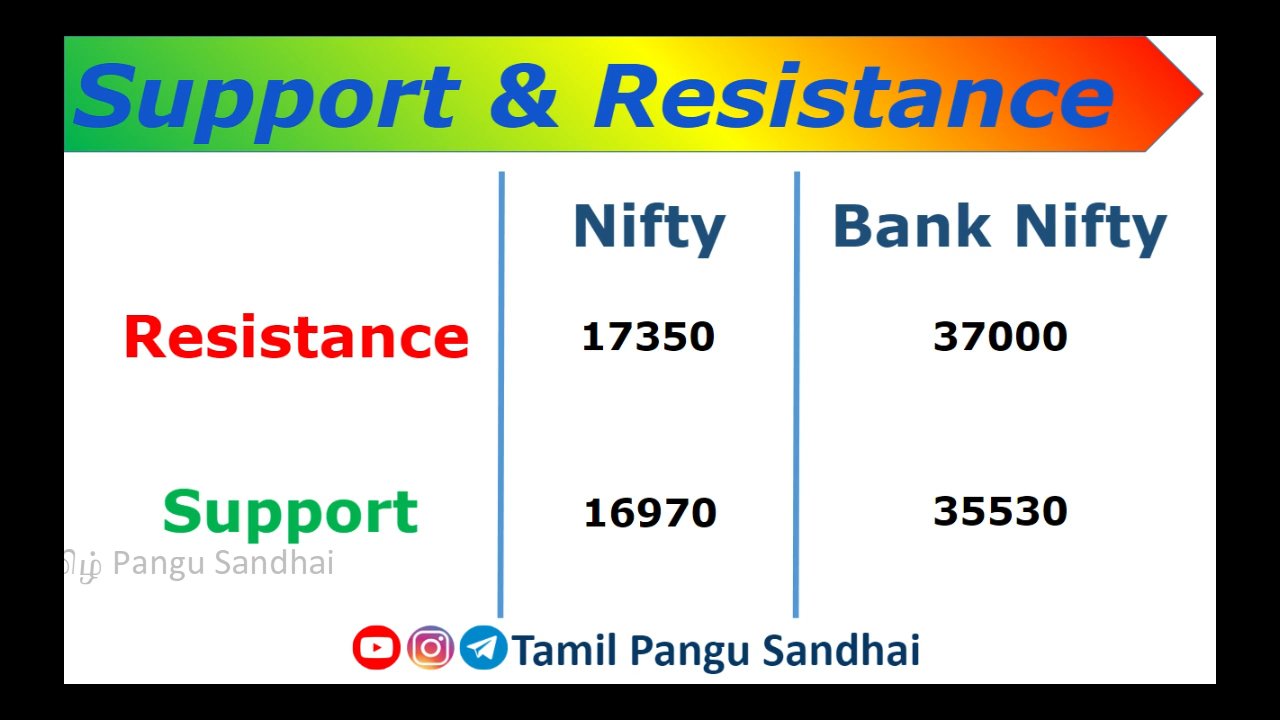 Support & Resistance
Nifty Bank Nifty
Resistance 17350 37000
Support 16970 35530
Pangu Sandhai
Tamil Pangu Sandhai